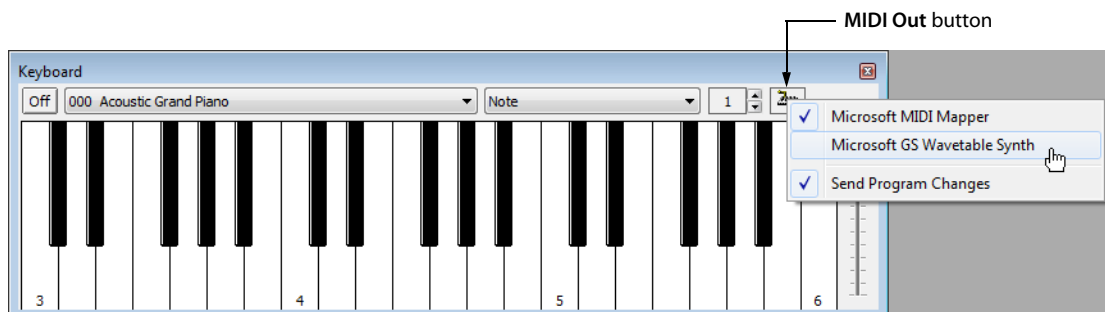 MIDI Out button
Keyboard
Off 000 Acoustic Grand Piano Note 1
Microsoft MIDI Mapper
Microsoft GS Wavetable Synth
Send Program Changes
3 4 5 6